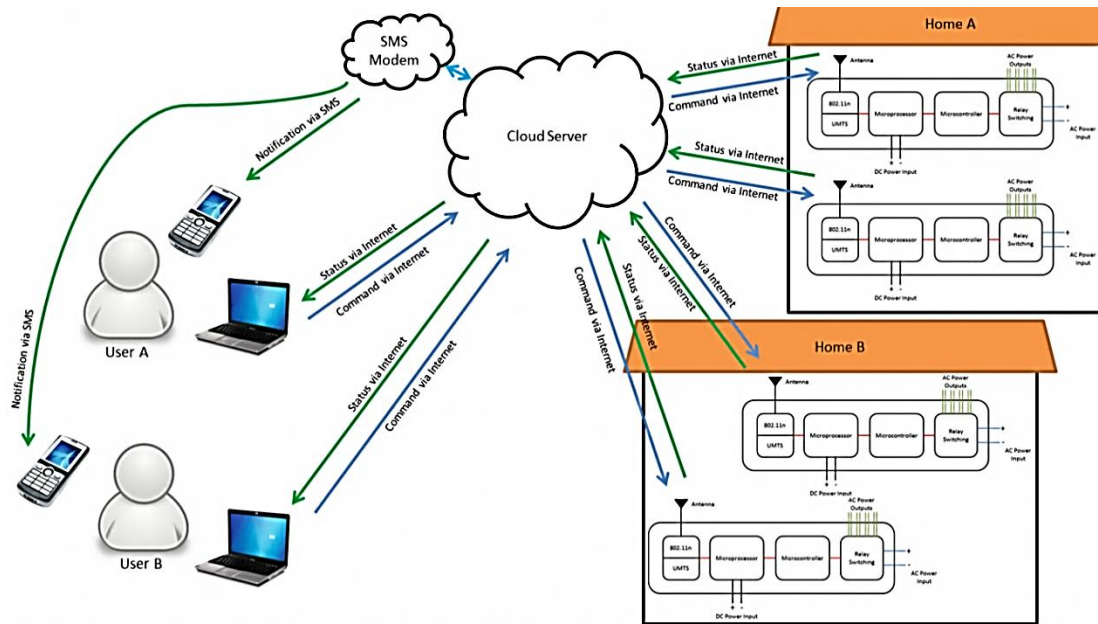 SMS
Modem
Cloud Server
Notification via SMS
Notification via SMS
User A
Status via Internet
Command via Internet
User B
Status via Internet
Command via Internet
Home A
Status via Internet
Command via Internet
Antenna
802.11n
UMTS
Microprocessor
Microcontroller
Relay
Switching
AC Power
Outputs
+
-
AC Power
Input
+ -
DC Power Input
Status via Internet
Command via Internet
Antenna
802.11n
UMTS
Microprocessor
Microcontroller
Relay
Switching
AC Power
Outputs
+
-
AC Power
Input
+ -
DC Power Input
Home B
Command via Internet
Status via Internet
Antenna
802.11n
UMTS
Microprocessor
Microcontroller
Relay
Switching
AC Power
Outputs
+
-
AC Power
Input
+ -
DC Power Input
Command via Internet
Status via Internet
Antenna
802.11n
UMTS
Microprocessor
Microcontroller
Relay
Switching
AC Power
Outputs
+
-
AC Power
Input
+ -
DC Power Input